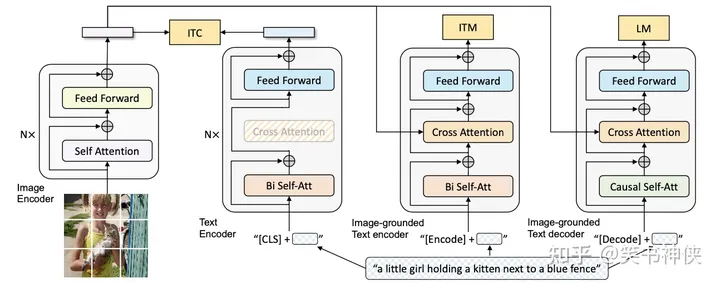 ITC
ITM
LM
Feed Forward
Feed Forward
Feed Forward
Feed Forward
N×
N×
Self Attention
Cross Attention
Cross Attention
Cross Attention
Bi Self-Att
Bi Self-Att
Causal Self-Att
Image
Encoder
Text
Encoder
"[CLS] + "
Image-grounded
Text encoder
"[Encode] + "
Image-grounded
Text decoder
"[Decode] + "
"a little girl holding a kitten next to a blue fence"
知乎 @笑书神侠